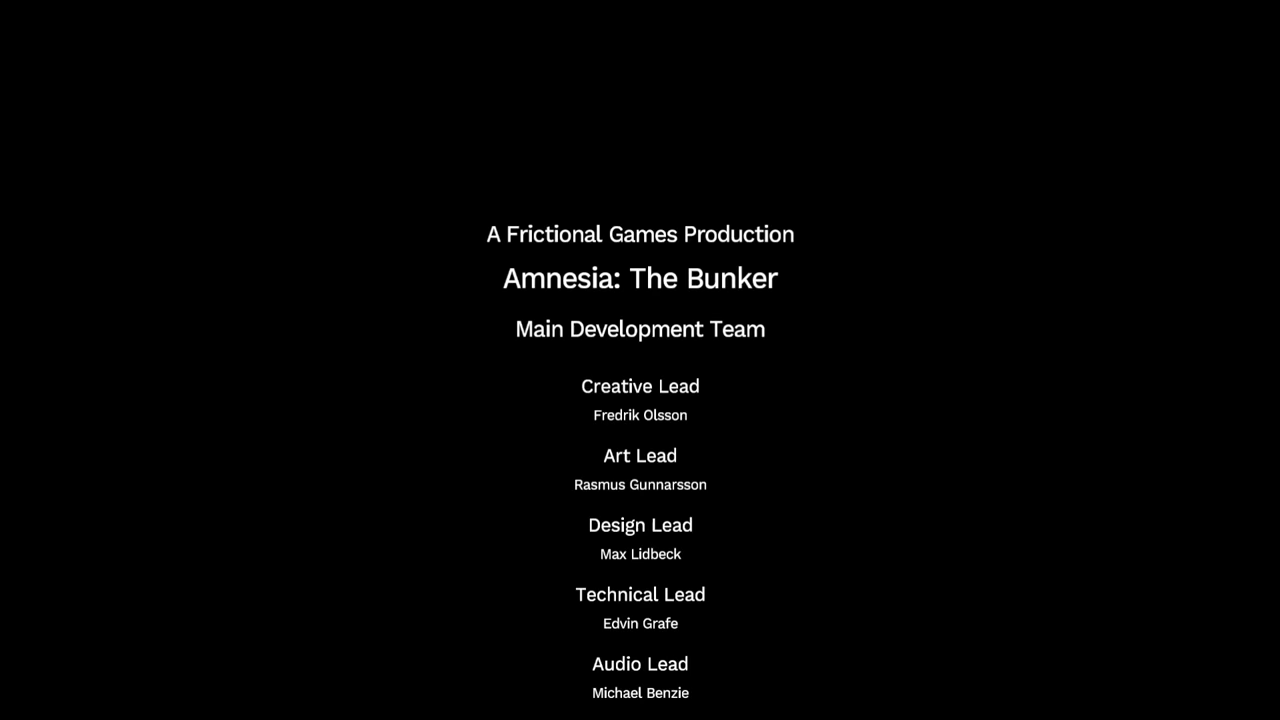 A Frictional Games Production
Amnesia: The Bunker
Main Development Team
Creative Lead
Fredrik Olsson
Art Lead
Rasmus Gunnarsson
Design Lead
Max Lidbeck
Technical Lead
Edvin Grafe
Audio Lead
Michael Benzie